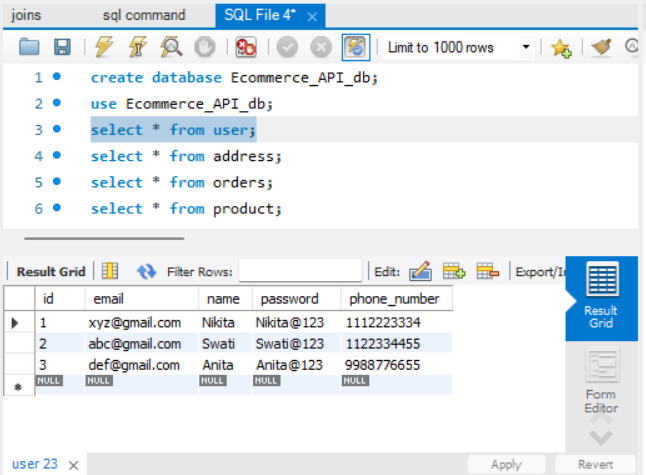 joins sql command SQL File 4* ×
Limit to 1000 rows
1 create database Ecommerce_API_db;
2 use Ecommerce_API_db;
3 select * from user;
4 select * from address;
5 select * from orders;
6 select * from product;
Result Grid Filter Rows: Edit: Export/I
id email name password phone_number
1 xyz@gmail.com Nikita Nikita@123 1112223334
2 abc@gmail.com Swati Swati@123 1122334455
3 def@gmail.com Anita Anita@123 9988776655
NULL NULL NULL NULL NULL
Result
Grid
Form
Editor
user 23 × Apply Revert